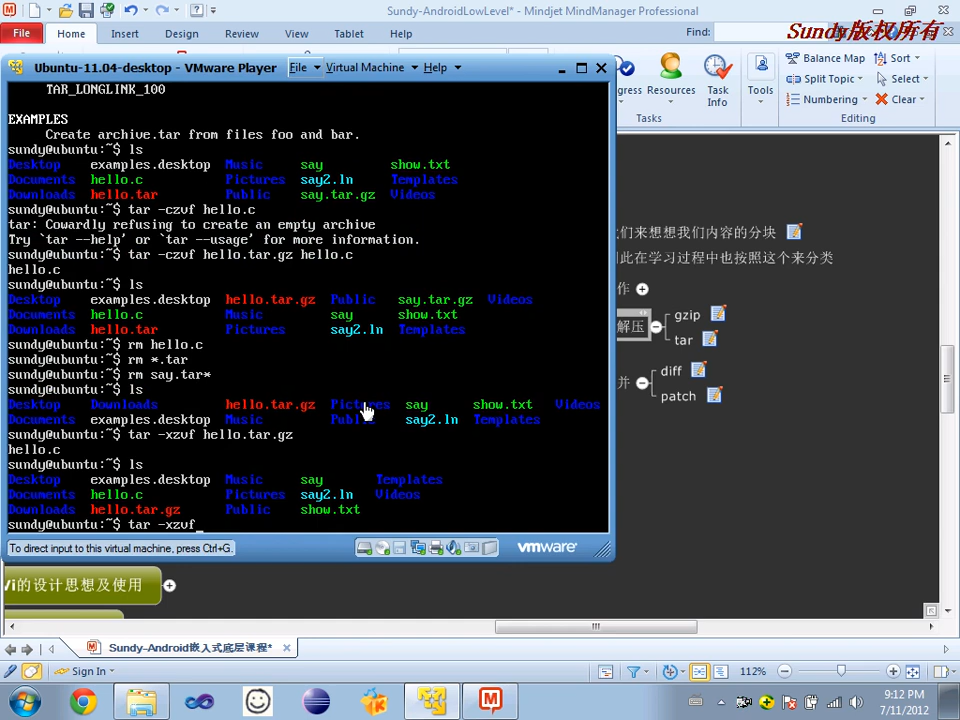 Sundy-AndroidLowLevel* - Mindjet MindManager Professional
File Home Insert Design Review View Tablet Help Find:
Sundy版权所有
gress
Resources
Task
Info
Tools
Balance Map
Split Topic
Numbering
Sort
Select
Clear
Tasks
Editing
Ubuntu-11.04-desktop - VMware Player File Virtual Machine Help
TAR_LONGLINK_100
EXAMPLES
Create archive.tar from files foo and bar.
sundy@ubuntu:~$ ls
Desktop examples.desktop Music say show.txt
Documents hello.c Pictures say2.ln Templates
Downloads hello.tar Public say.tar.gz Videos
sundy@ubuntu:~$ tar -czvf hello.c
tar: Cowardly refusing to create an empty archive
Try `tar --help' or `tar --usage' for more information.
sundy@ubuntu:~$ tar -czvf hello.tar.gz hello.c
hello.c
sundy@ubuntu:~$ ls
Desktop examples.desktop hello.tar.gz Public say.tar.gz Videos
Documents hello.c Music say show.txt
Downloads hello.tar Pictures say2.ln Templates
sundy@ubuntu:~$ rm hello.c
sundy@ubuntu:~$ rm *.tar
sundy@ubuntu:~$ rm say.tar*
sundy@ubuntu:~$ ls
Desktop Downloads hello.tar.gz Pictures say show.txt Videos
Documents examples.desktop Music Public say2.ln Templates
sundy@ubuntu:~$ tar -xzvf hello.tar.gz
hello.c
sundy@ubuntu:~$ ls
Desktop examples.desktop Music say Templates
Documents hello.c Pictures say2.ln Videos
Downloads hello.tar.gz Public show.txt
sundy@ubuntu:~$ tar -xzvf_
To direct input to this virtual machine, press Ctrl+G.
vmware
们来想想我们内容的分块
此在学习过程中也按照这个来分类
作
解压
gzip
tar
并
diff
patch
Vi的设计思想及使用
Sundy-Android嵌入式底层课程*
Sign In
112%
9:12 PM
7/11/2012